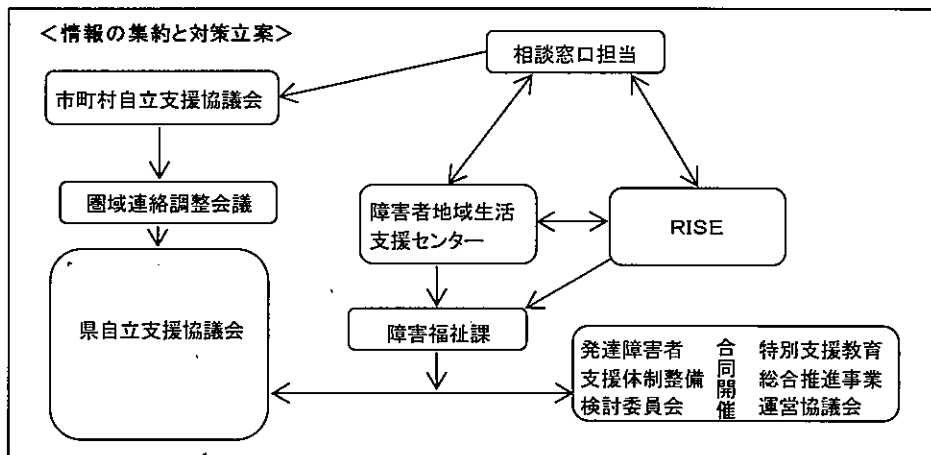 ＜情報の集約と対策立案＞
相談窓口担当
市町村自立支援協議会
圏域連絡調整会議
障害者地域生活
支援センター
RISE
県自立支援協議会
障害福祉課
発達障害者
支援体制整備
検討委員会
合同開催
特別支援教育
総合推進事業
運営協議会